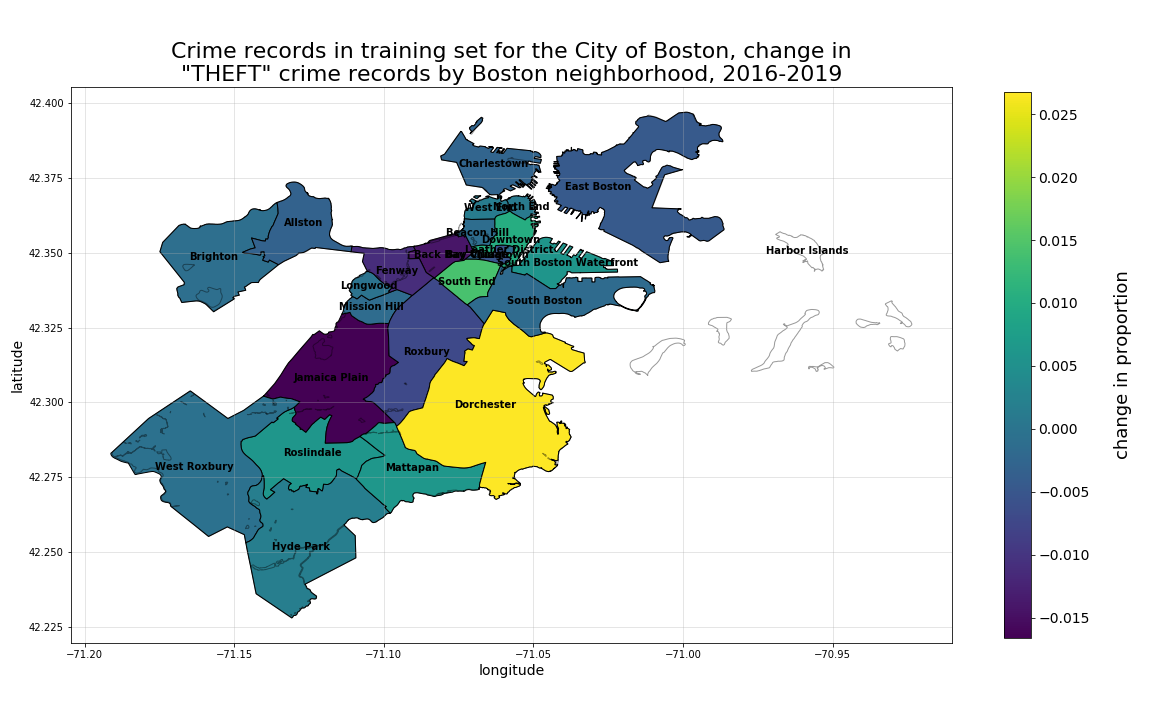 Crime records in training set for the City of Boston, change in
"THEFT" crime records by Boston neighborhood, 2016-2019
42.400
42.375
42.350
42.325
42.300
42.275
42.250
42.225
latitude
Charlestown
East Boston
West End
North End
Allston
Beacon Hill
Downtown
Brighton
Leather District
Back Bay
Harbor Islands
South Boston Waterfront
Fenway
Longwood
South End
Mission Hill
South Boston
Roxbury
Jamaica Plain
Dorchester
Roslindale
West Roxbury
Mattapan
Hyde Park
−71.20
−71.15
−71.10
−71.05
−71.00
−70.95
longitude
0.025
0.020
0.015
0.010
0.005
0.000
−0.005
−0.010
−0.015
change in proportion